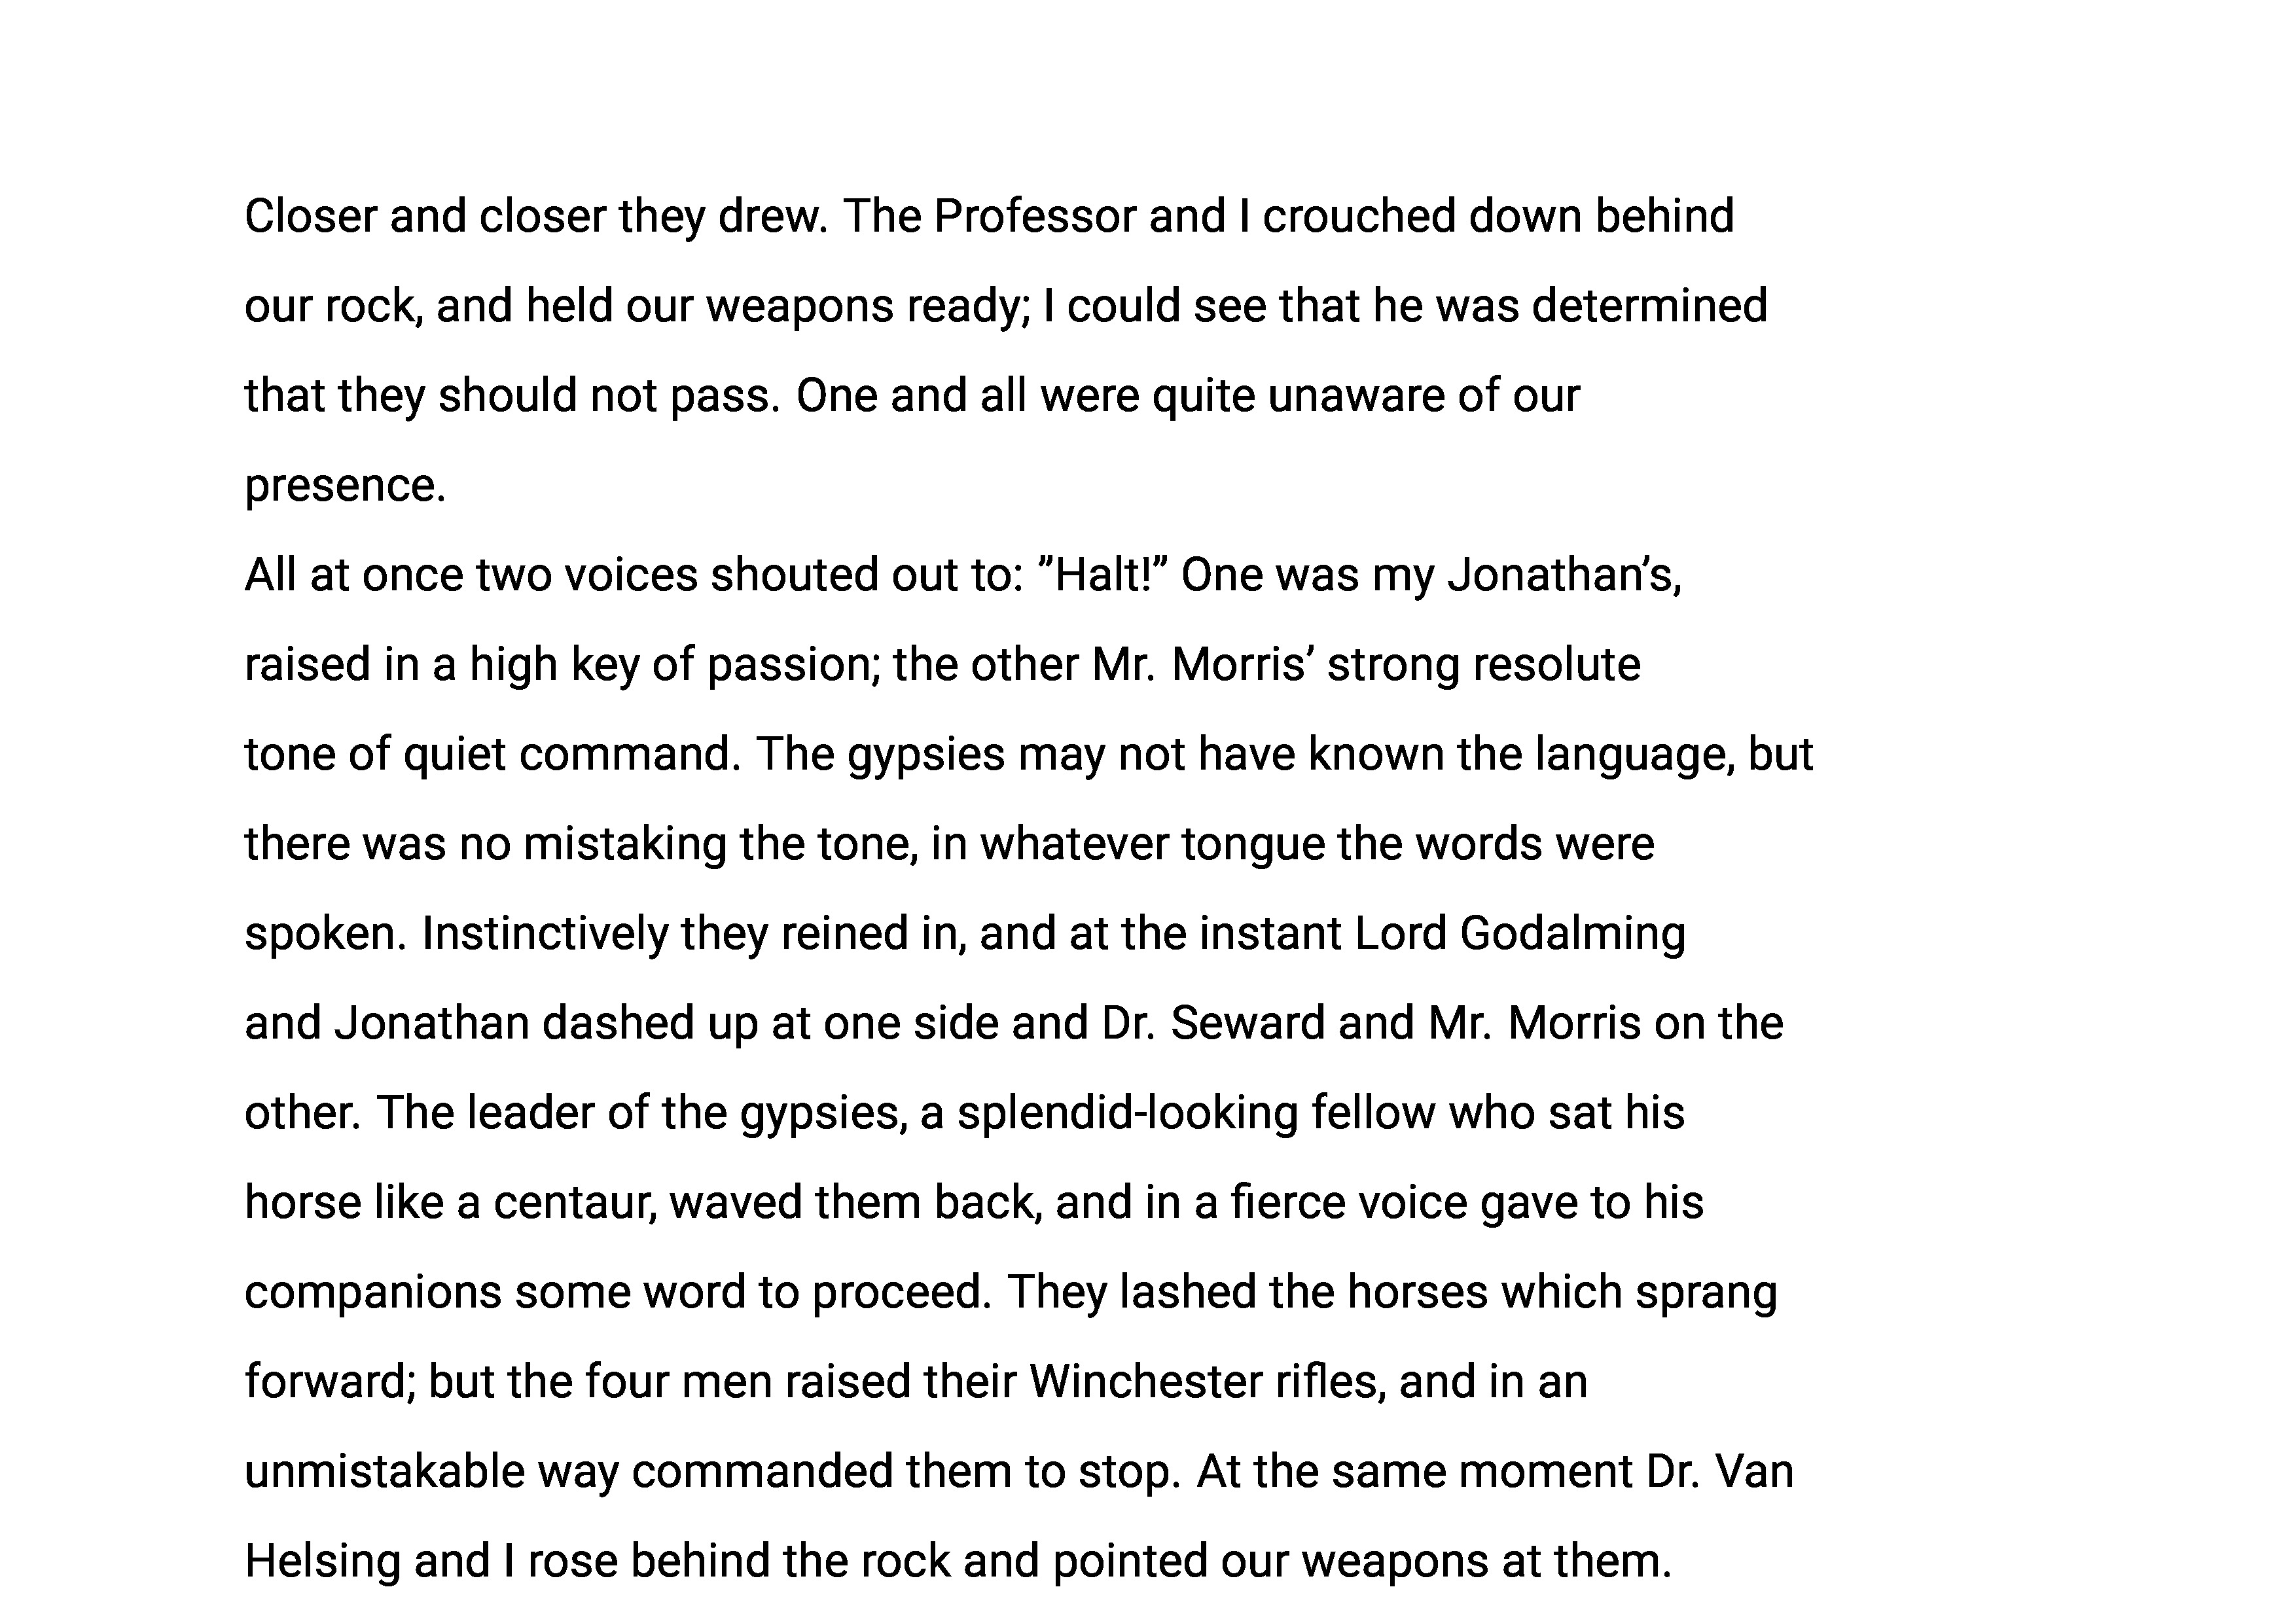 Closer and closer they drew. The Professor and I crouched down behind
our rock, and held our weapons ready; I could see that he was determined
that they should not pass. One and all were quite unaware of our
presence.
All at once two voices shouted out to: ”Halt!” One was my Jonathan’s,
raised in a high key of passion; the other Mr. Morris’ strong resolute
tone of quiet command. The gypsies may not have known the language, but
there was no mistaking the tone, in whatever tongue the words were
spoken. Instinctively they reined in, and at the instant Lord Godalming
and Jonathan dashed up at one side and Dr. Seward and Mr. Morris on the
other. The leader of the gypsies, a splendid-looking fellow who sat his
horse like a centaur, waved them back, and in a fierce voice gave to his
companions some word to proceed. They lashed the horses which sprang
forward; but the four men raised their Winchester rifles, and in an
unmistakable way commanded them to stop. At the same moment Dr. Van
Helsing and I rose behind the rock and pointed our weapons at them.